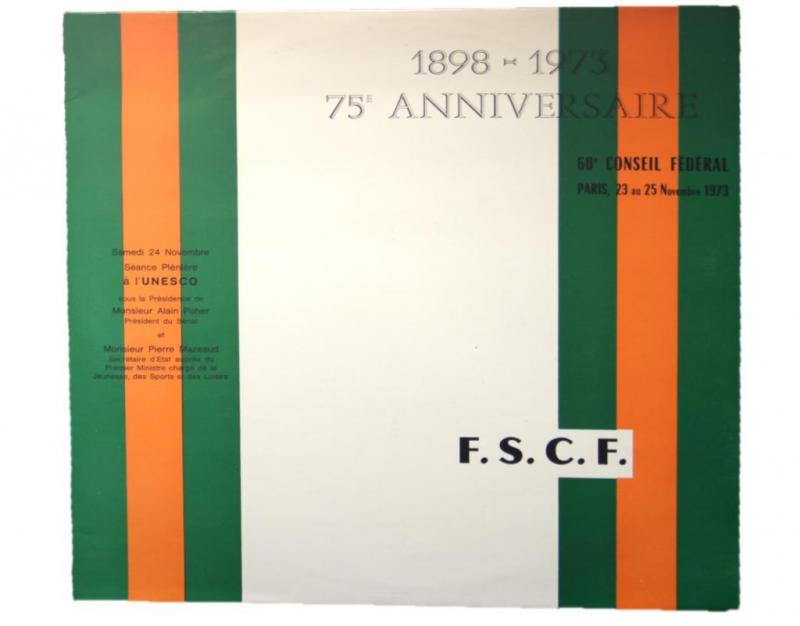 1898 - 1973
75E ANNIVERSAIRE
60e CONSEIL FÉDÉRAL
PARIS, 23 au 25 Novembre 1973
Samedi 24 Novembre
Séance Plénière
à l'UNESCO
sous la Présidence de
Monsieur Alain Poher
Président du Sénat
et
Monsieur Pierre Mazeaud
Secrétaire d'Etat auprès du
Premier Ministre chargé de la
Jeunesse, des Sports et des Loisirs
F. S. C. F.